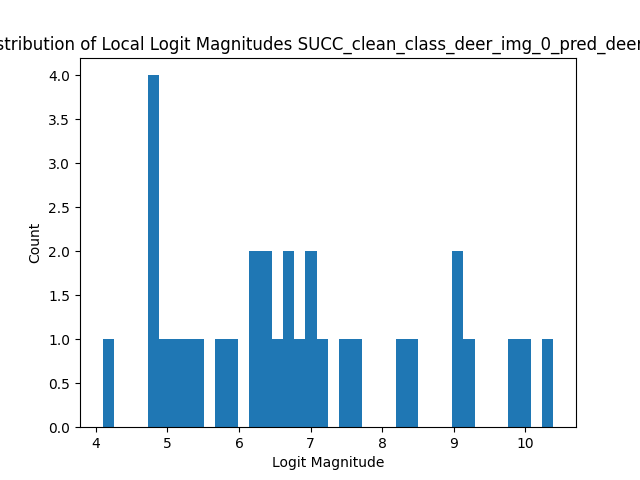 stribution of Local Logit Magnitudes SUCC_clean_class_deer_img_0_pred_deer
4.0
3.5
3.0
2.5
2.0
1.5
1.0
0.5
0.0
Count
4 5 6 7 8 9 10
Logit Magnitude